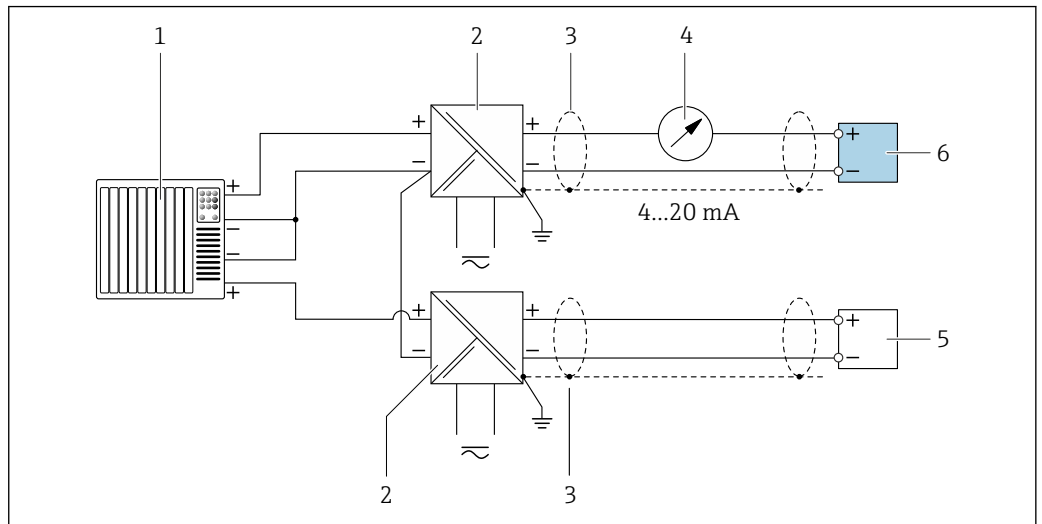 1 2 3 4
+ +
+ − − + 6
− 4...20 mA
−
+ + + + 5
− − −
2 3